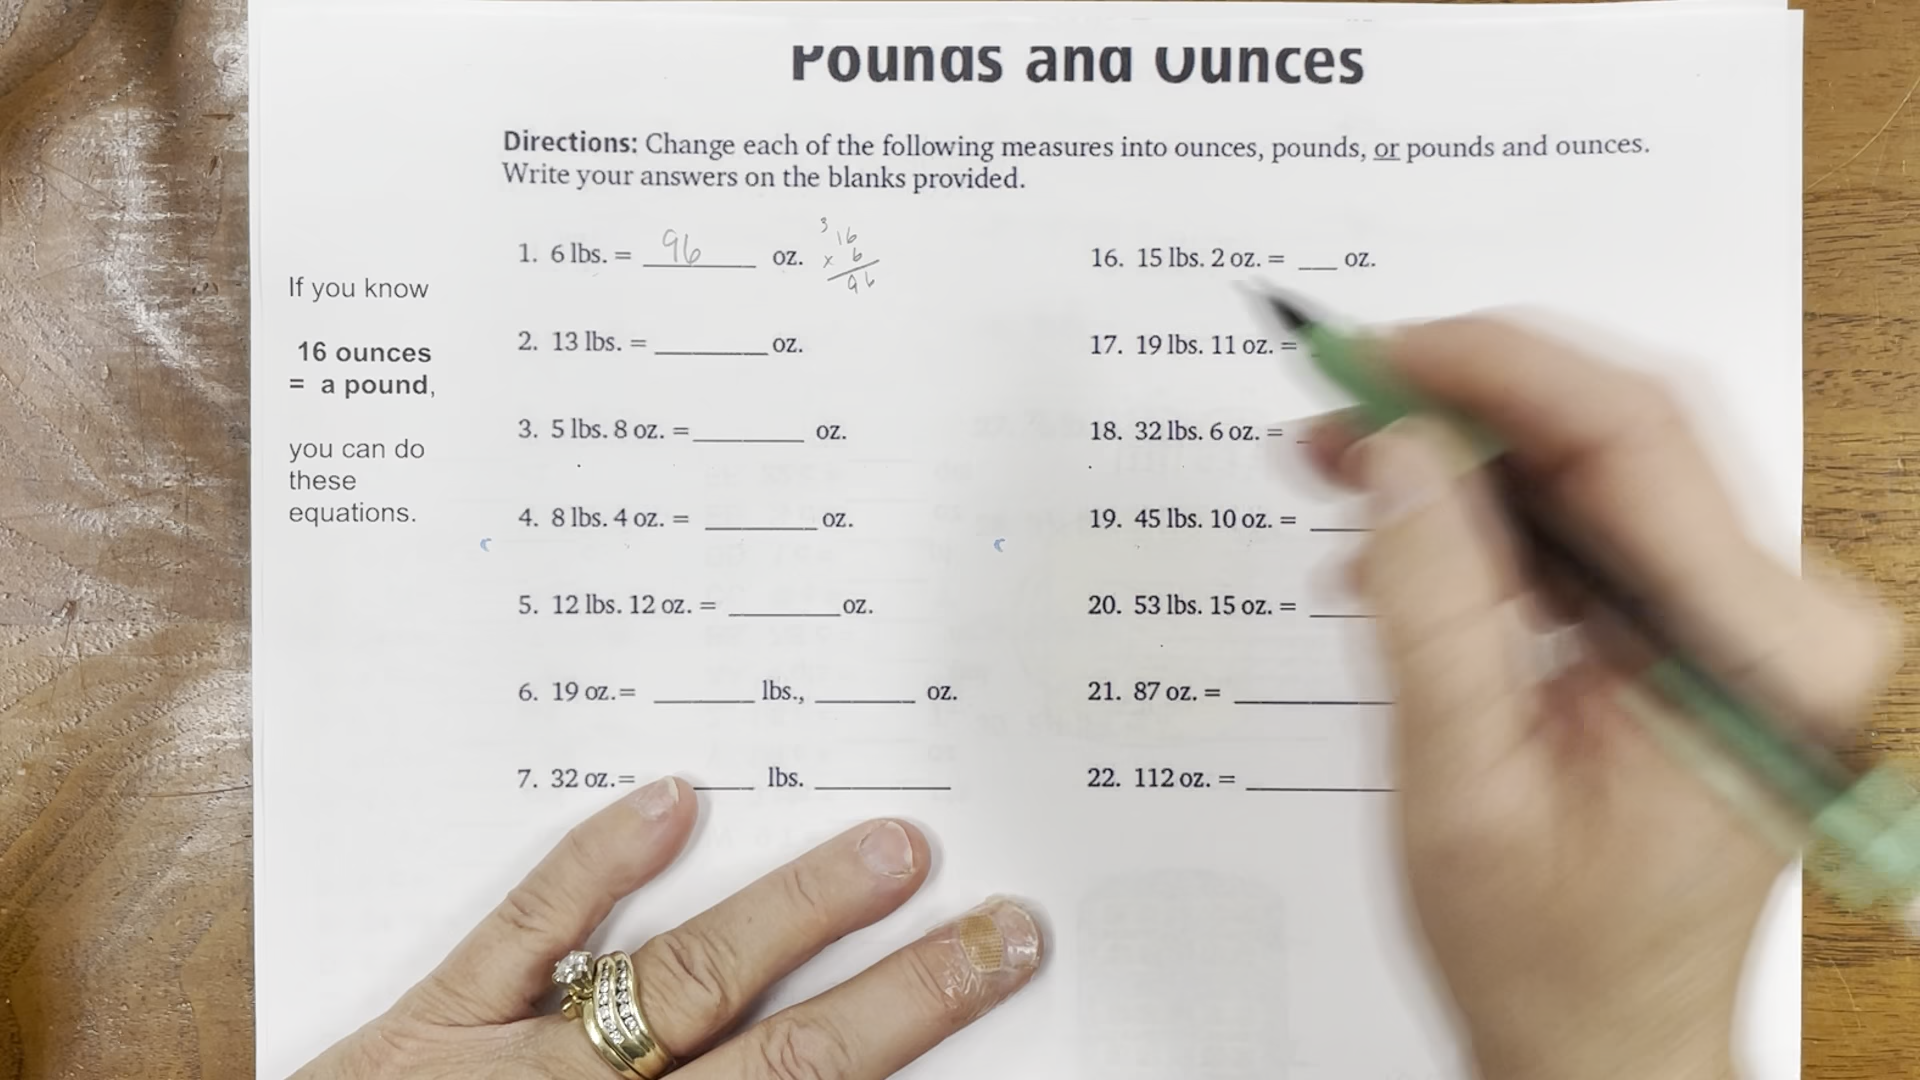 Pounds and Ounces
Directions: Change each of the following measures into ounces, pounds, or pounds and ounces.
Write your answers on the blanks provided.
If you know
16 ounces
= a pound,
you can do
these
equations.
1. 6 lbs. = 96 oz.
3
16
x 6
96
2. 13 lbs. = ________ oz.
3. 5 lbs. 8 oz. = ________ oz.
4. 8 lbs. 4 oz. = ________ oz.
5. 12 lbs. 12 oz. = ________ oz.
6. 19 oz.= ________ lbs., ________ oz.
7. 32 oz.= ____ lbs. ________
16. 15 lbs. 2 oz. = ___ oz.
17. 19 lbs. 11 oz. =
18. 32 lbs. 6 oz. = _
19. 45 lbs. 10 oz. = ____
20. 53 lbs. 15 oz. = ____
21. 87 oz. = ________
22. 112 oz. = ________